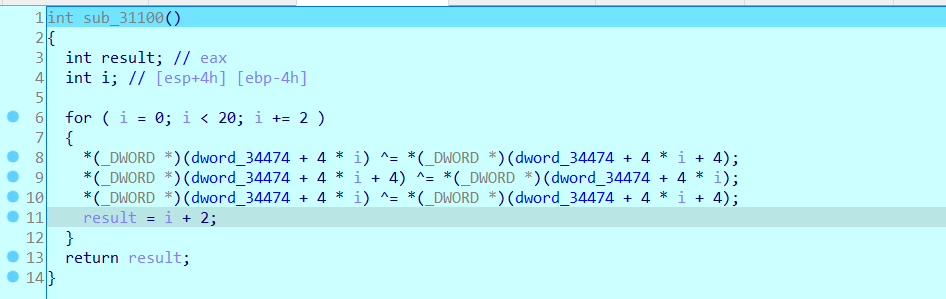 1 int sub_31100()
2 {
3   int result; // eax
4   int i; // [esp+4h] [ebp-4h]
5
6   for ( i = 0; i < 20; i += 2 )
7   {
8     *(_DWORD *)(dword_34474 + 4 * i) ^= *(_DWORD *)(dword_34474 + 4 * i + 4);
9     *(_DWORD *)(dword_34474 + 4 * i + 4) ^= *(_DWORD *)(dword_34474 + 4 * i);
10     *(_DWORD *)(dword_34474 + 4 * i) ^= *(_DWORD *)(dword_34474 + 4 * i + 4);
11     result = i + 2;
12   }
13   return result;
14 }